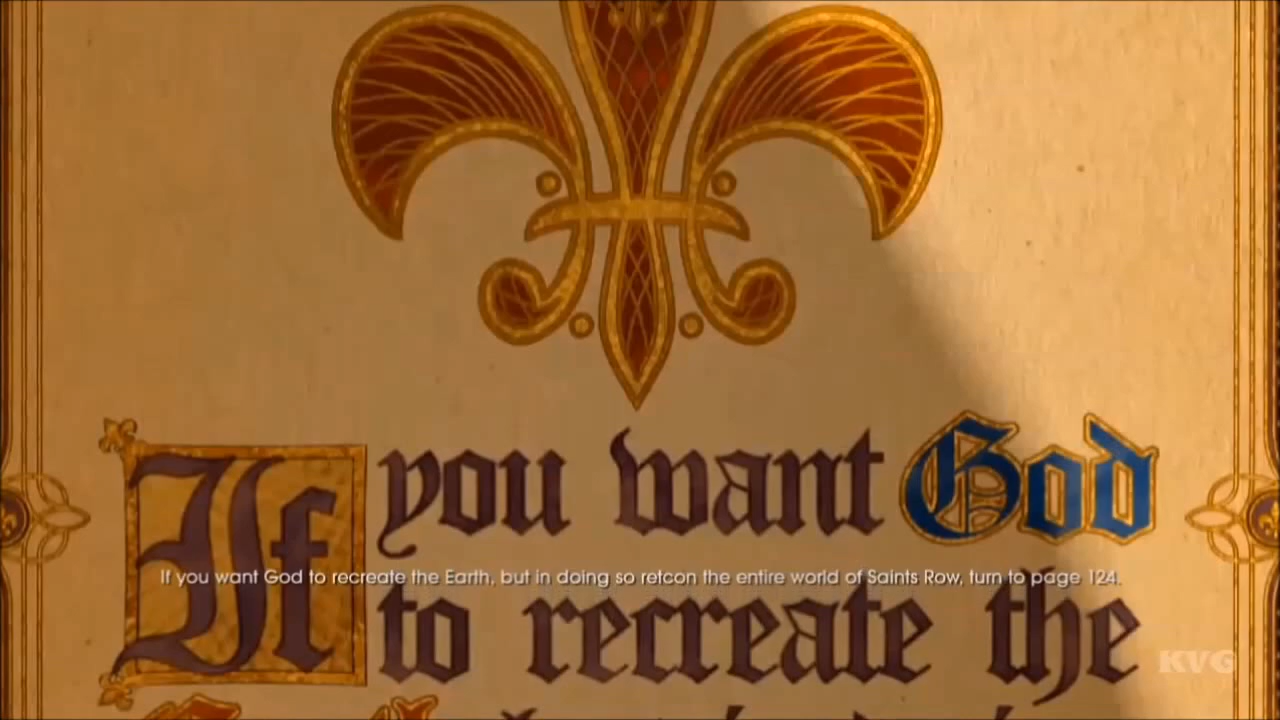 If you want God
If you want God to recreate the Earth, but in doing so retcon the entire world of Saints Row, turn to page 124.
to recreate the
KVG